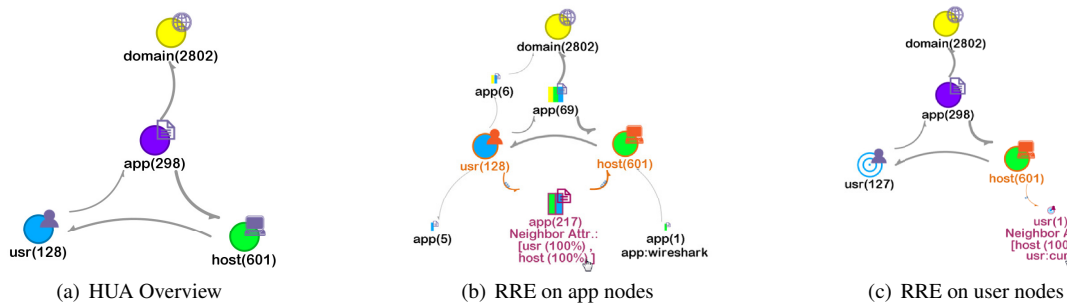 domain(2802)
app(298)
usr(128)
host(601)
(a) HUA Overview
domain(2802)
app(6)
app(69)
usr(128)
host(601)
app(217)
Neighbor Attr.:
[usr (100%) ,
host (100%) ]
app(5)
app(1)
app:wireshark
(b) RRE on app nodes
domain(2802)
app(298)
usr(127)
host(601)
usr(1)
Neighbor A
[host (100
usr:cur
(c) RRE on user nodes